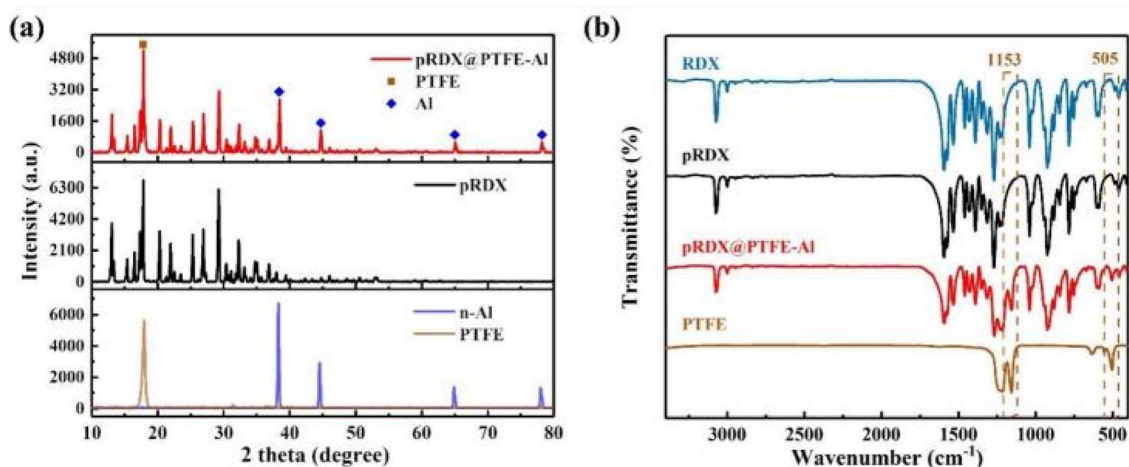 (a)
4800
3200
1600
0
pRDX@PTFE-Al
PTFE
Al
6300
4200
2100
0
pRDX
6000
4000
2000
0
n-Al
PTFE
Intensity (a.u.)
10 20 30 40 50 60 70 80
2 theta (degree)
(b)
1153
505
RDX
pRDX
pRDX@PTFE-Al
PTFE
Transmittance (%)
3000 2500 2000 1500 1000 500
Wavenumber (cm⁻¹)